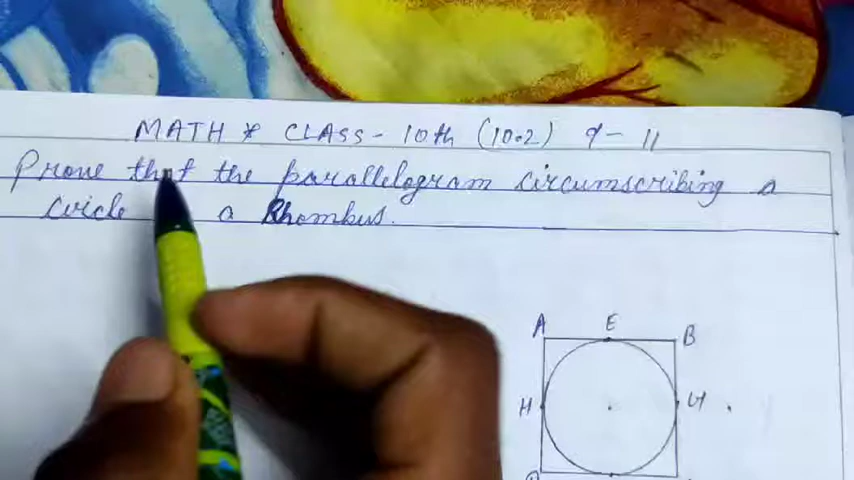 MATH * CLASS - 10th (10.2) q - 11
Prove that the parallelogram circumscribing a
circle a Rhombus.
A E B
H